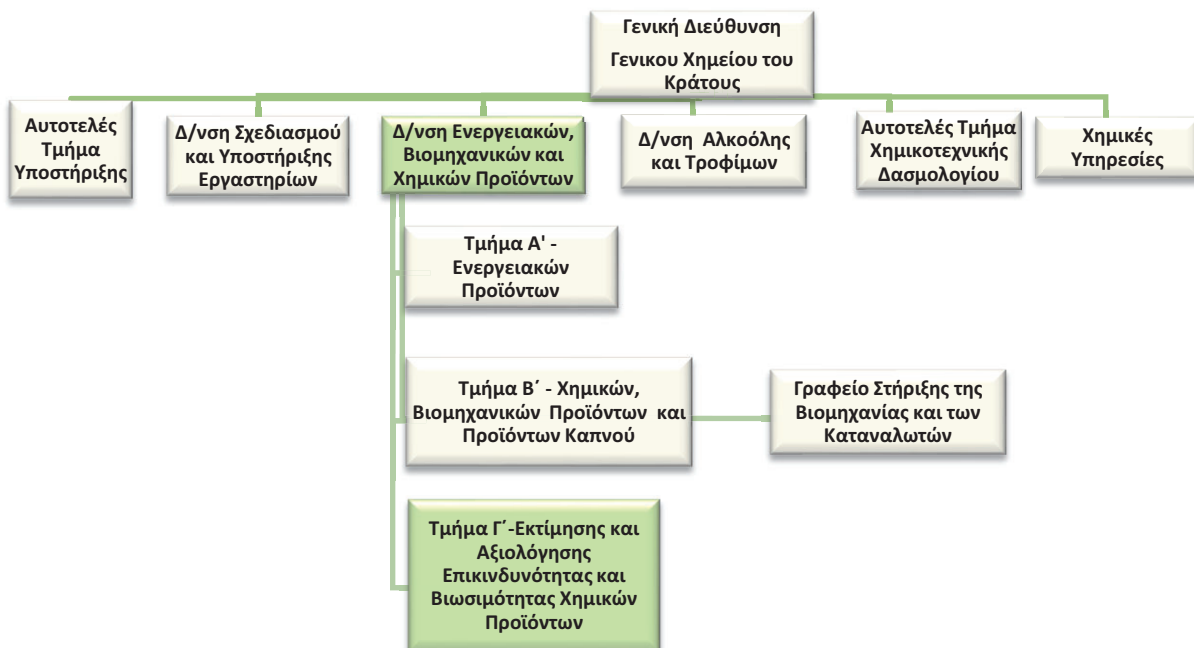 Γενική Διεύθυνση
Γενικου Χημείου του
Κράτους
Αυτοτελές
Τμήμα
Υποστήριξης
Δ/νση Σχεδιασμού
και Υποστήριξης
Εργαστηρίων
Δ/νση Ενεργειακών,
Βιομηχανικών και
Χημικών Προϊόντων
Δ/νση Αλκοόλης
και Τροφίμων
Αυτοτελές Τμήμα
Χημικοτεχνικής
Δασμολογίου
Χημικές
Υπηρεσίες
Τμήμα Α' -
Ενεργειακών
Προϊόντων
Τμήμα Β΄ - Χημικών,
Βιομηχανικών Προϊόντων και
Προϊόντων Καπνού
Γραφείο Στήριξης της
Βιομηχανίας και των
Καταναλωτών
Τμήμα Γ΄-Εκτίμησης και
Αξιολόγησης
Επικινδυνότητας και
Βιωσιμότητας Χημικών
Προϊόντων